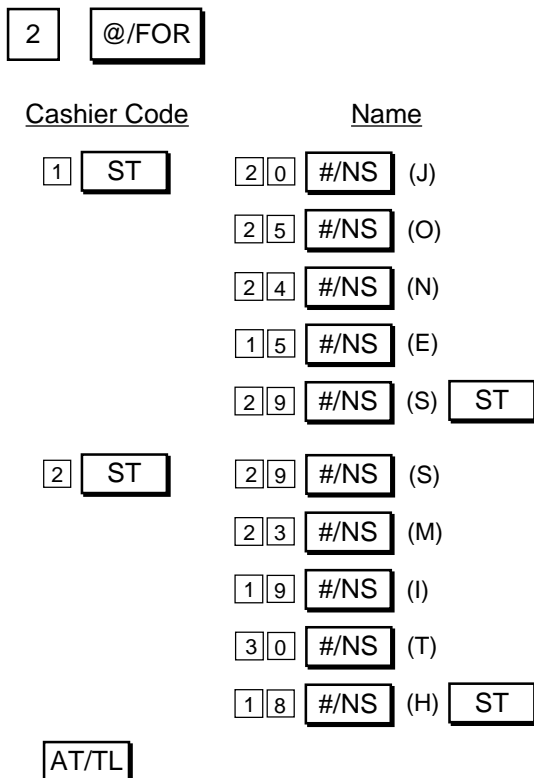 2 @/FOR
Cashier Code Name
1 ST 2 0 #/NS (J)
2 5 #/NS (O)
2 4 #/NS (N)
1 5 #/NS (E)
2 9 #/NS (S) ST
2 ST 2 9 #/NS (S)
2 3 #/NS (M)
1 9 #/NS (I)
3 0 #/NS (T)
1 8 #/NS (H) ST
AT/TL